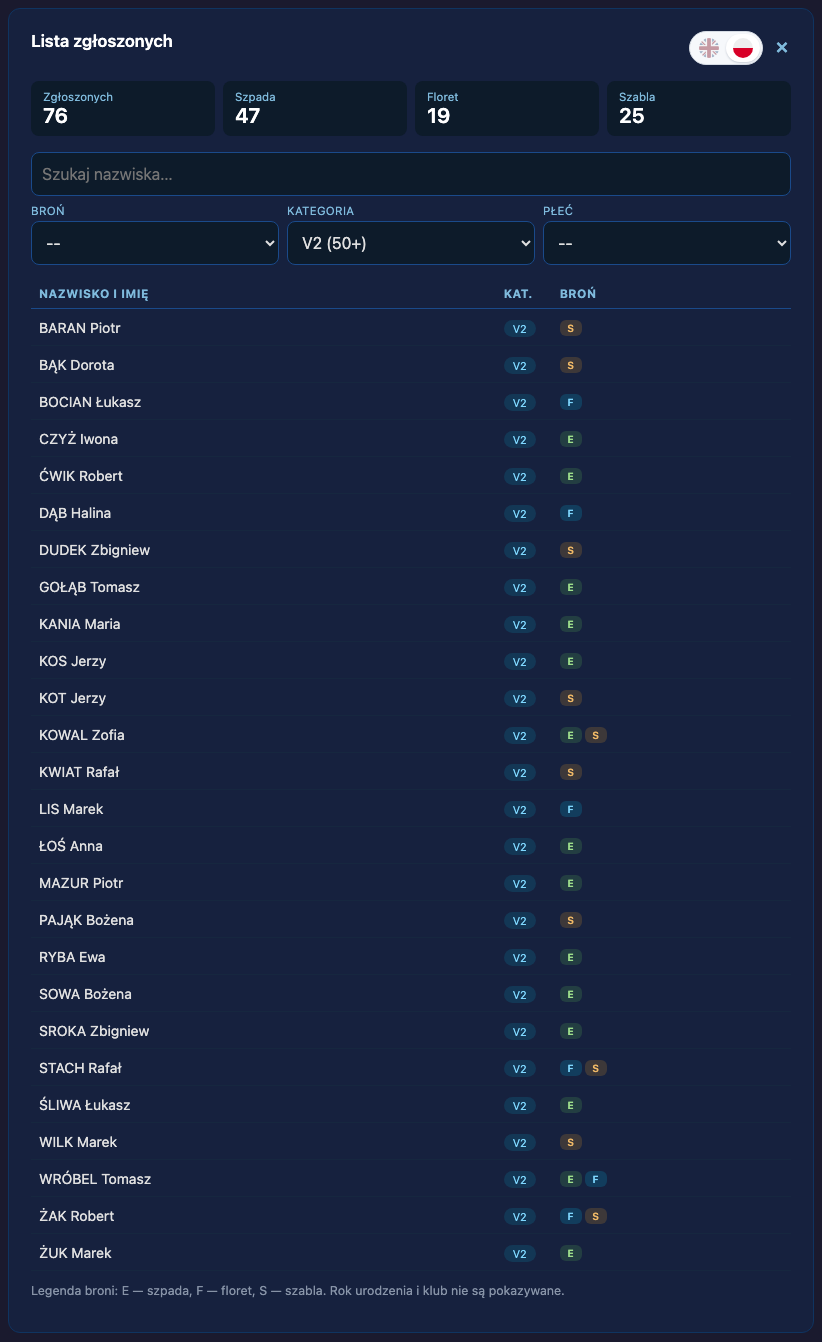 Lista zgłoszonych
Zgłoszonych Szpada Floret Szabla
76 47 19 25
Szukaj nazwiska...
BROŃ KATEGORIA PŁEĆ
-- V2 (50+) --
NAZWISKO I IMIĘ KAT. BROŃ
BARAN Piotr V2 S
BĄK Dorota V2 S
BOCIAN Łukasz V2 F
CZYŻ Iwona V2 E
ĆWIK Robert V2 E
DĄB Halina V2 F
DUDEK Zbigniew V2 S
GOŁĄB Tomasz V2 E
KANIA Maria V2 E
KOS Jerzy V2 E
KOT Jerzy V2 S
KOWAL Zofia V2 E S
KWIAT Rafał V2 S
LIS Marek V2 F
ŁOŚ Anna V2 E
MAZUR Piotr V2 E
PAJĄK Bożena V2 S
RYBA Ewa V2 E
SOWA Bożena V2 E
SROKA Zbigniew V2 E
STACH Rafał V2 F S
ŚLIWA Łukasz V2 E
WILK Marek V2 S
WRÓBEL Tomasz V2 E F
ŻAK Robert V2 F S
ŻUK Marek V2 E
Legenda broni: E — szpada, F — floret, S — szabla. Rok urodzenia i klub nie są pokazywane.